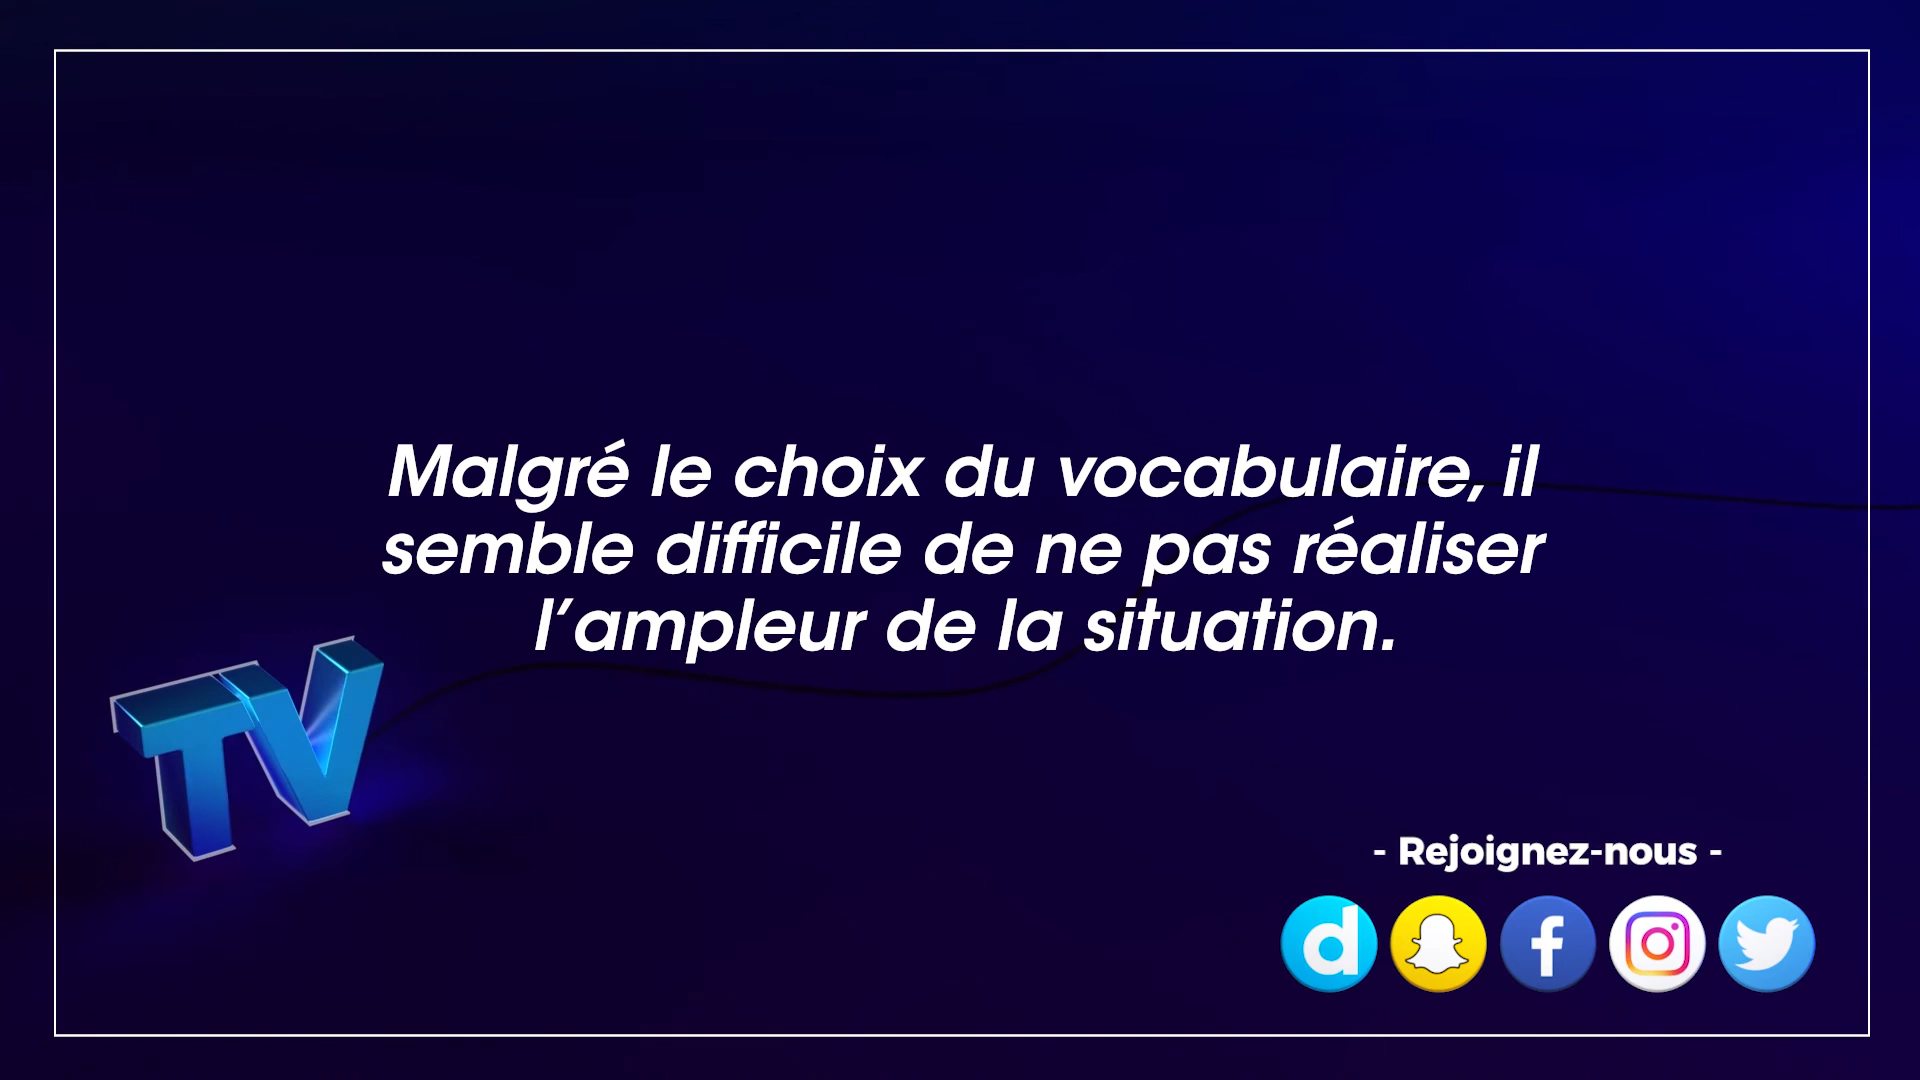 Malgré le choix du vocabulaire, il
semble difficile de ne pas réaliser
l’ampleur de la situation.
TV
- Rejoignez-nous -